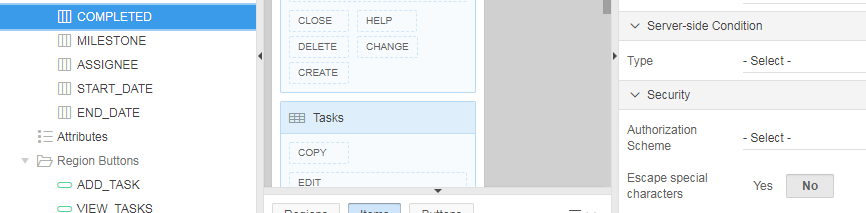 COMPLETED
MILESTONE
ASSIGNEE
START_DATE
END_DATE
Attributes
Region Buttons
ADD_TASK
VIEW_TASKS
CLOSE HELP
DELETE CHANGE
CREATE
Tasks
COPY
EDIT
Regions Items Buttons
Server-side Condition
Type - Select -
Security
Authorization
Scheme - Select -
Escape special
characters Yes No